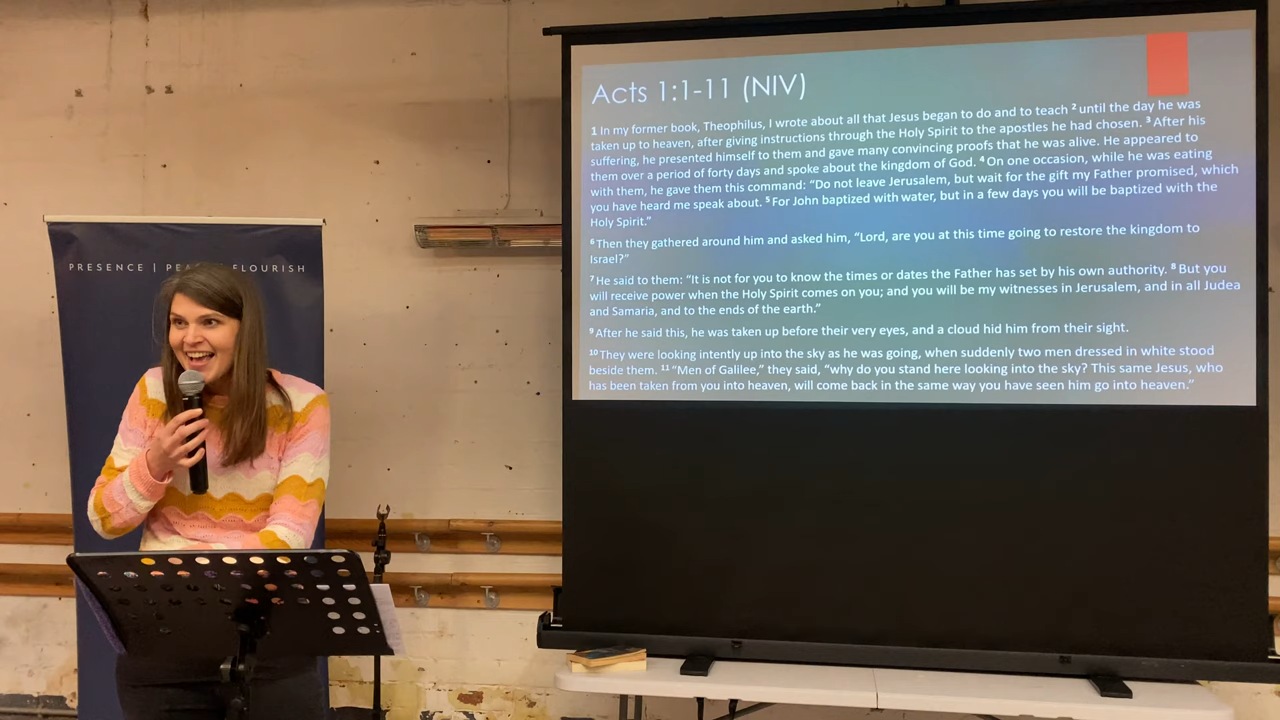 PRESENCE | PEA FLOURISH
Acts 1:1-11 (NIV)
1 In my former book, Theophilus, I wrote about all that Jesus began to do and to teach 2 until the day he was
taken up to heaven, after giving instructions through the Holy Spirit to the apostles he had chosen. 3 After his
suffering, he presented himself to them and gave many convincing proofs that he was alive. He appeared to
them over a period of forty days and spoke about the kingdom of God. 4 On one occasion, while he was eating
with them, he gave them this command: “Do not leave Jerusalem, but wait for the gift my Father promised, which
you have heard me speak about. 5 For John baptized with water, but in a few days you will be baptized with the
Holy Spirit.”
6 Then they gathered around him and asked him, “Lord, are you at this time going to restore the kingdom to
Israel?”
7 He said to them: “It is not for you to know the times or dates the Father has set by his own authority. 8 But you
will receive power when the Holy Spirit comes on you; and you will be my witnesses in Jerusalem, and in all Judea
and Samaria, and to the ends of the earth.”
9 After he said this, he was taken up before their very eyes, and a cloud hid him from their sight.
10 They were looking intently up into the sky as he was going, when suddenly two men dressed in white stood
beside them. 11 “Men of Galilee,” they said, “why do you stand here looking into the sky? This same Jesus, who
has been taken from you into heaven, will come back in the same way you have seen him go into heaven.”